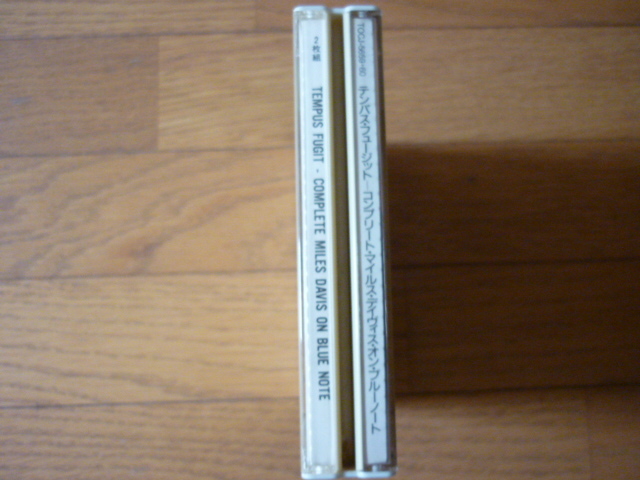 2枚組
TEMPUS FUGIT - COMPLETE MILES DAVIS ON BLUE NOTE
テンパス・フュージット―コンプリート・マイルス・デイヴィス・オン・ブルーノート